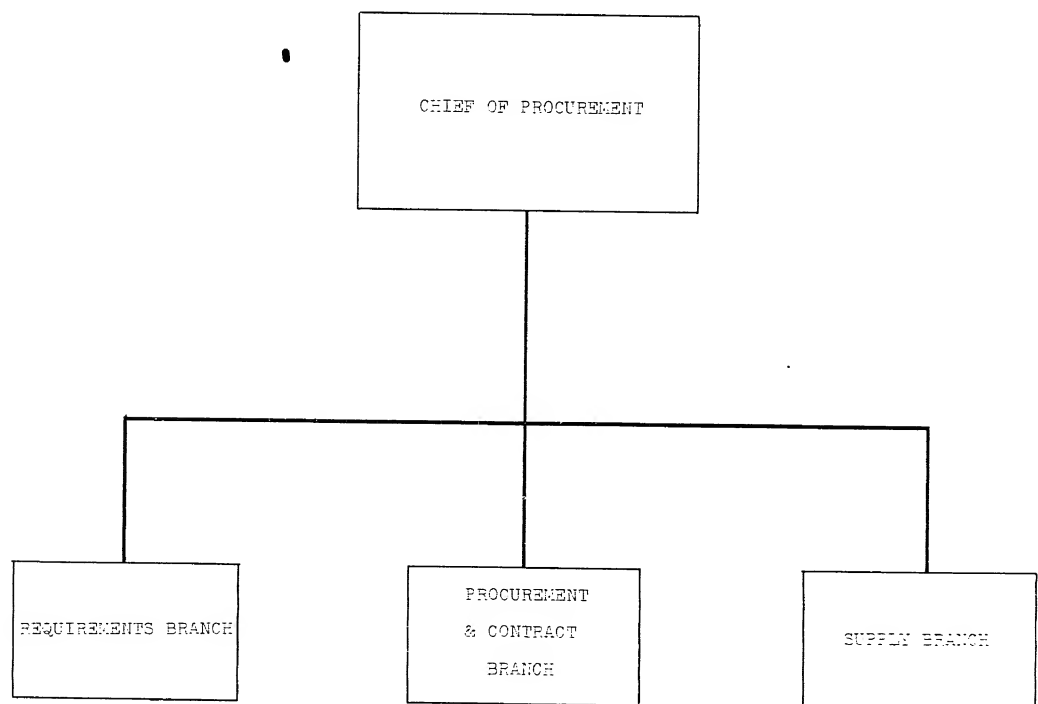 CHIEF OF PROCUREMENT
REQUIREMENTS BRANCH
PROCUREMENT
& CONTRACT
BRANCH
SUPPLY BRANCH